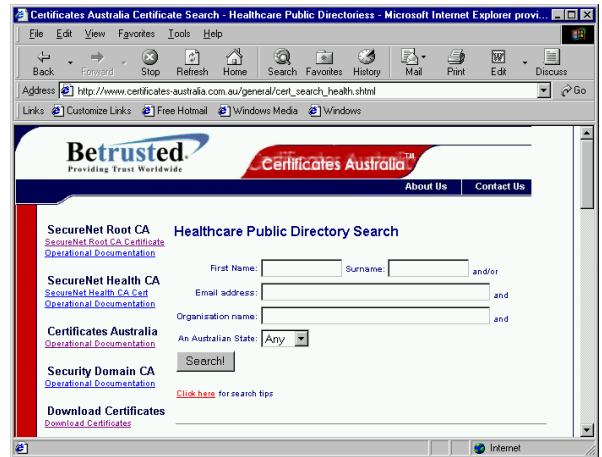 Certificates Australia Certificate Search - Healthcare Public Directoriess - Microsoft Internet Explorer provi...
File Edit View Favorites Tools Help
Back Forward Stop Refresh Home Search Favorites History Mail Print Edit Discuss
Address http://www.certificates-australia.com.au/general/cert_search_health.shtml Go
Links Customize Links Free Hotmail Windows Media Windows
Betrusted.
Providing Trust Worldwide
Certificates Australia™
About Us Contact Us
SecureNet Root CA
SecureNet Root CA Certificate
Operational Documentation
SecureNet Health CA
SecureNet Health CA Cert
Operational Documentation
Certificates Australia
Operational Documentation
Security Domain CA
Operational Documentation
Download Certificates
Download Certificates
Healthcare Public Directory Search
First Name: Surname: and/or
Email address: and
Organisation name: and
An Australian State: Any
Search!
Click here for search tips
Internet